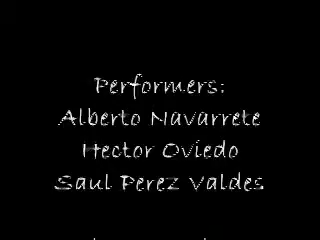 Performers:
Alberto Navarrete
Hector Oviedo
Saul Perez Valdes